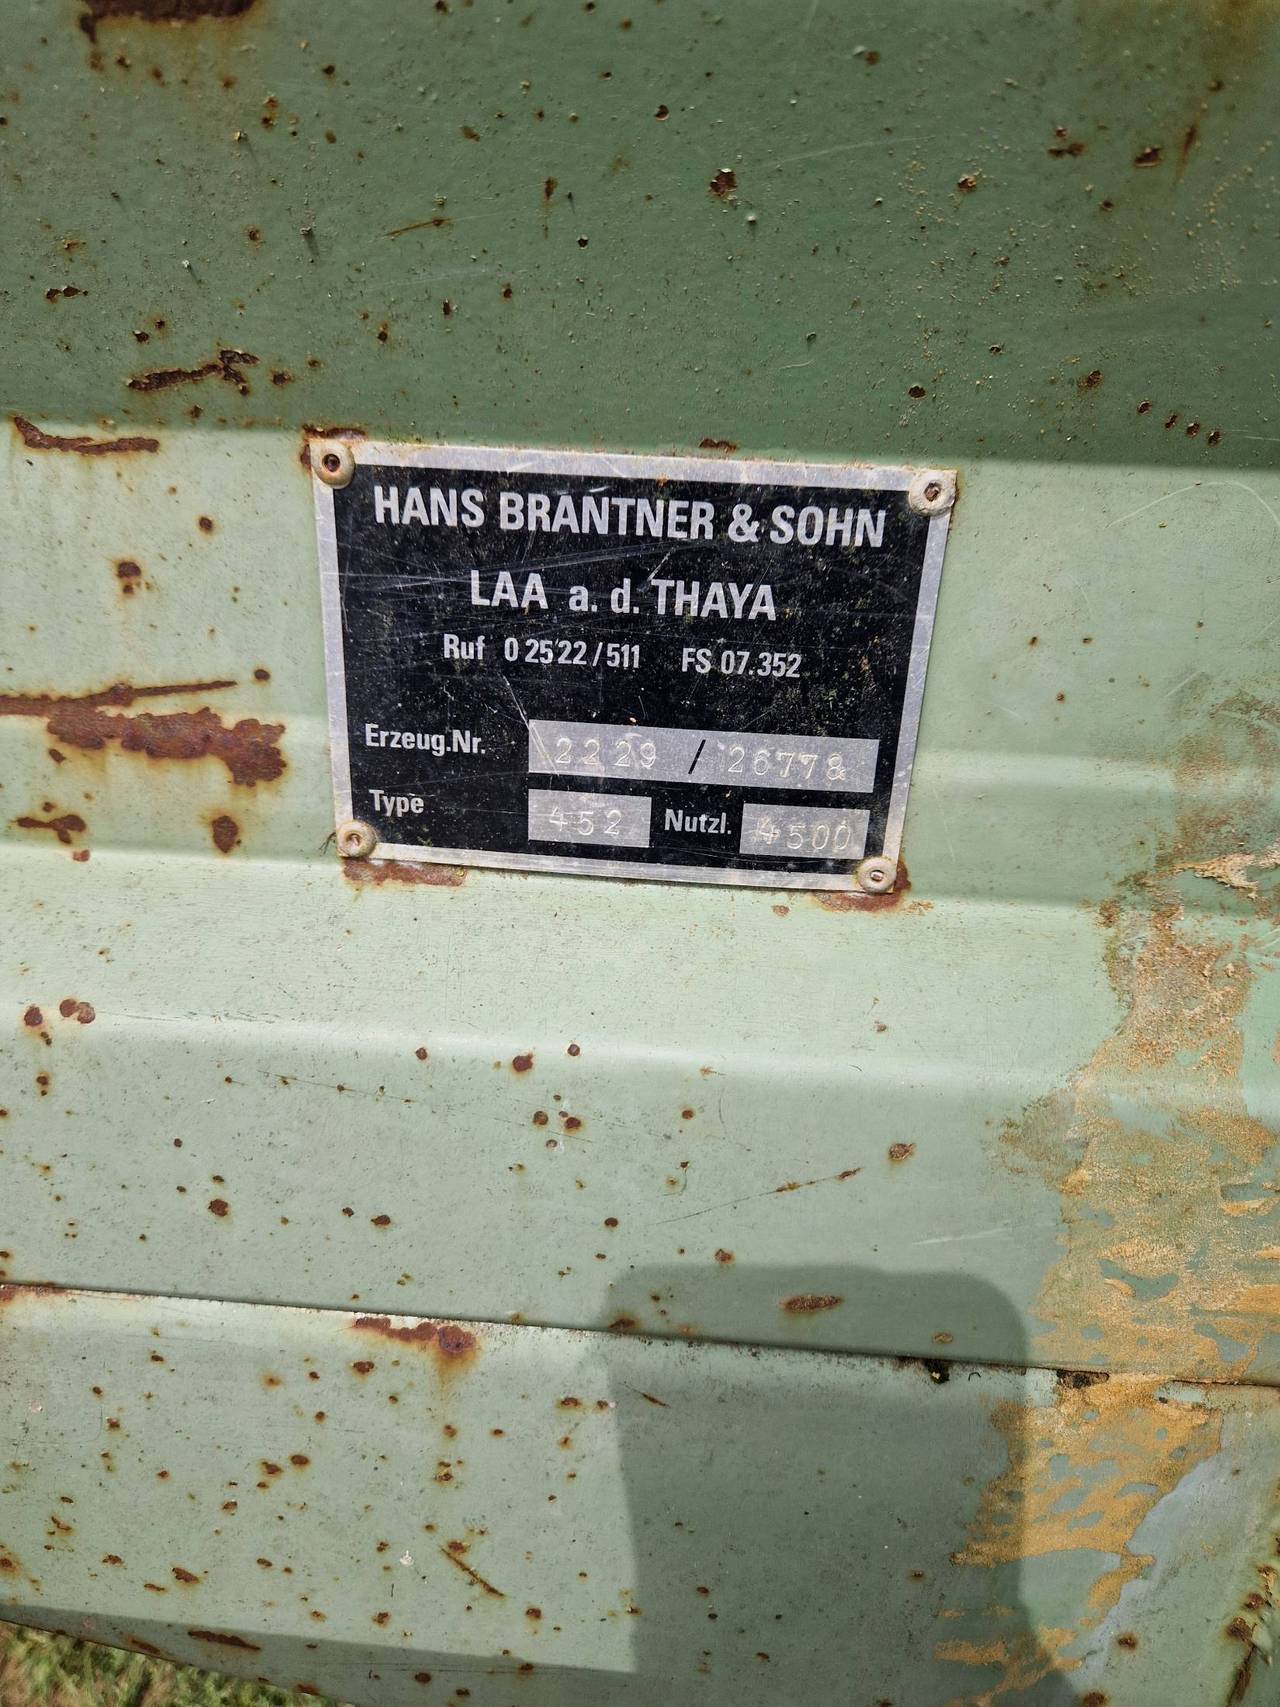 HANS BRANTNER & SOHN
LAA a. d. THAYA
Ruf 0 25 22 / 511 FS 07.352
Erzeug.Nr. 2229 / 26778
Type 452 Nutzl. 4500